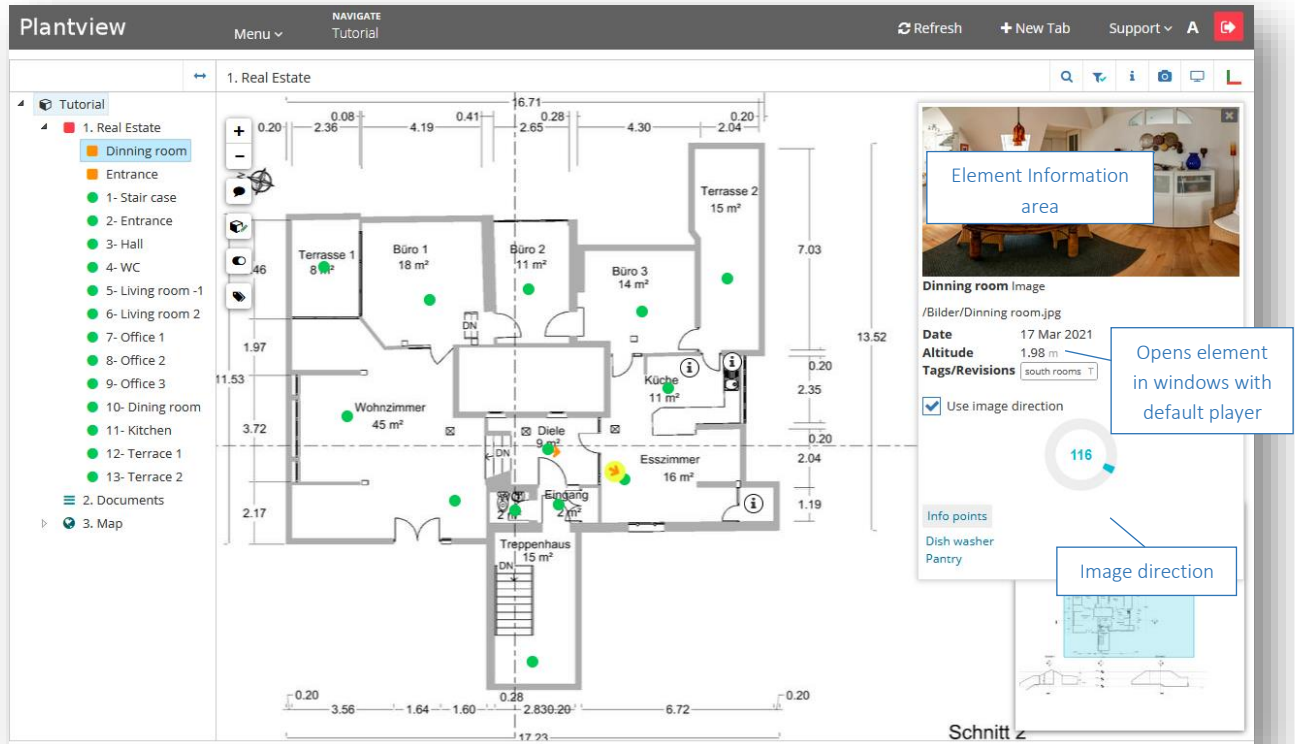 Plantview
Menu
NAVIGATE
Tutorial
Refresh
New Tab
Support
A
1. Real Estate
Tutorial
1. Real Estate
Dinning room
Entrance
1- Stair case
2- Entrance
3- Hall
4- WC
5- Living room -1
6- Living room 2
7- Office 1
8- Office 2
9- Office 3
10- Dining room
11- Kitchen
12- Terrace 1
13- Terrace 2
2. Documents
3. Map
16.71
0.08
0.41
0.28
0.20
0.20
2.36
4.19
2.65
4.30
2.04
Terrasse 2
15 m²
Terrasse 1
8 m²
Büro 1
18 m²
Büro 2
11 m²
Büro 3
14 m²
7.03
46
DN
1.97
13.52
11.53
0.20
Küche
11 m²
2.35
Wohnzimmer
45 m²
3.72
Diele
9 m²
0.20
DN
Esszimmer
16 m²
2.04
Eingang
2 m²
2 m²
1.19
2.17
Treppenhaus
15 m²
DN
0.20
0.28
0.20
3.56
1.64
1.60
2.830.20
6.72
17.23
Schnitt 2
Element Information
area
Dinning room Image
/Bilder/Dinning room.jpg
Date 17 Mar 2021
Altitude 1.98 m
Tags/Revisions south rooms T
Use image direction
116
Info points
Dish washer
Pantry
Opens element
in windows with
default player
Image direction